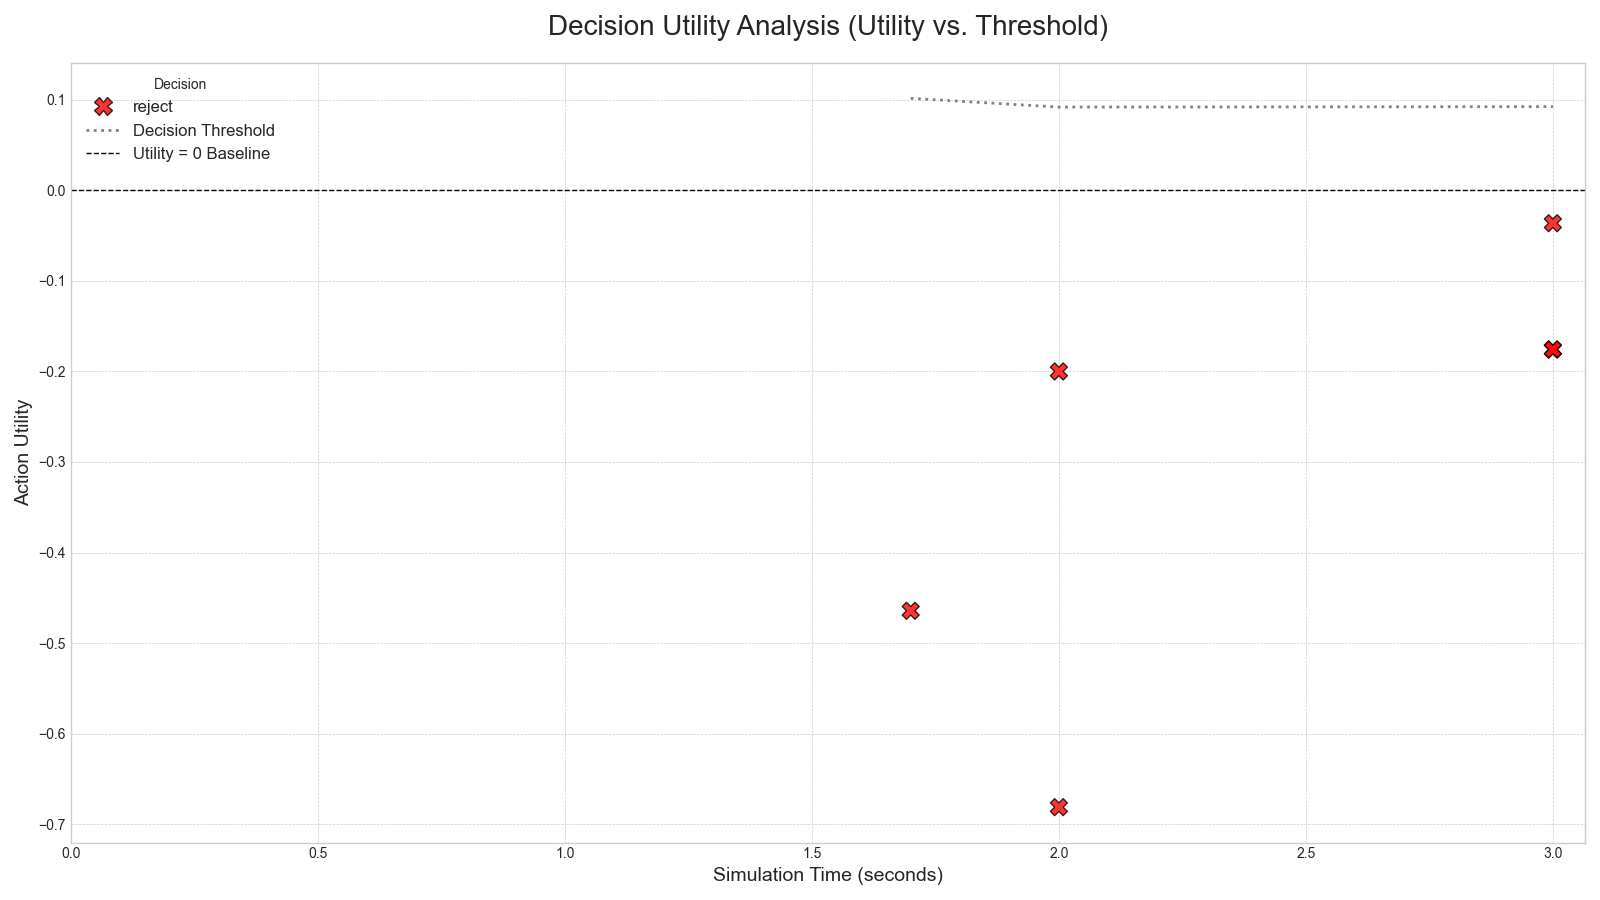 Decision Utility Analysis (Utility vs. Threshold)
Decision
reject
Decision Threshold
Utility = 0 Baseline
0.1
0.0
−0.1
−0.2
−0.3
−0.4
−0.5
−0.6
−0.7
Action Utility
0.0 0.5 1.0 1.5 2.0 2.5 3.0
Simulation Time (seconds)